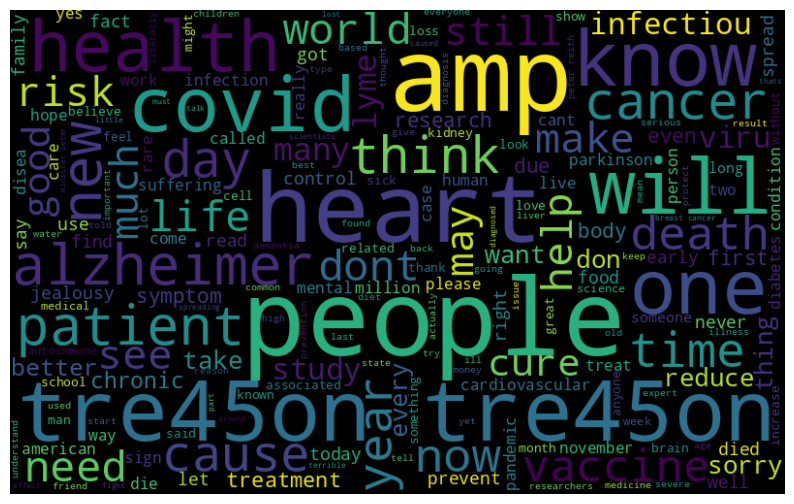 family fact yes might children literally everyone lost loss based caused type diagnosis thought show
health world still amp infectiou know
risk covid got work infection really lyme research peter reith cant spread
cancer
hope believe called many think kidney look make even viru
serious result thats without
good care new much day rare scientists give best due parkinson person long
disea feel lot suffering cell control sick human case live body two condition
say use come life found heart love liver mean will protect
must talk little told important water minister peter
find read related back thank dementia going diagnosed may help don death early first diabetes
breast cancer keep
alzheimer dont want food science
jealousy symptom mental million please right great issue someone never one
medical common diet actually old illness
autoimmune spreading high last prevention try
patient people time thing
better see take study state ill cure treat
school reason chronic associated money cardiovascular reduce anyone
used known part yet expert
man start tre45on around something tre45on week increase
understand american way said year every pandemic month november brain age died
need sign cause today tell now prevent vaccine sorry
friend fight die let treatment researchers medicine severe well
effect terrible